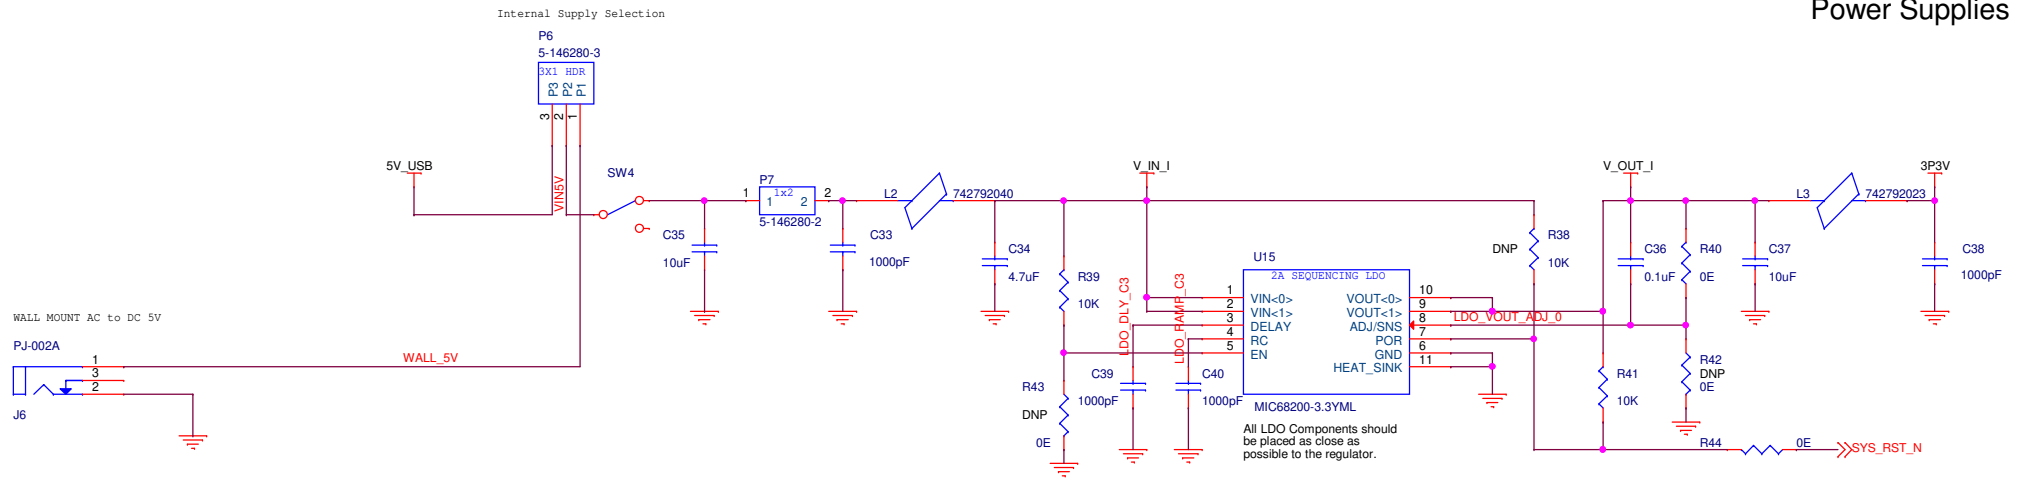 Power Supplies
Internal Supply Selection
P6
5-146280-3
3X1 HDR
P3
P2
P1
3
2
1
5V_USB
VIN5V
SW4
C35
10uF
P7
1
1x2
1
2
2
5-146280-2
C33
1000pF
L2
742792040
C34
4.7uF
V_IN_I
R39
10K
R43
DNP
0E
LDO_DLY_C3
C39
1000pF
LDO_RAMP_C3
C40
1000pF
U15
2A SEQUENCING LDO
1
VIN<0>
VOUT<0>
10
2
VIN<1>
VOUT<1>
9
3
DELAY
ADJ/SNS
8
4
RC
POR
7
5
EN
GND
6
HEAT_SINK
11
MIC68200-3.3YML
All LDO Components should
be placed as close as
possible to the regulator.
LDO_VOUT_ADJ_0
DNP
R38
10K
V_OUT_I
C36
0.1uF
R40
0E
C37
10uF
L3
742792023
3P3V
C38
1000pF
R41
10K
R42
DNP
0E
R44
0E
SYS_RST_N
WALL MOUNT AC to DC 5V
PJ-002A
1
3
2
J6
WALL_5V